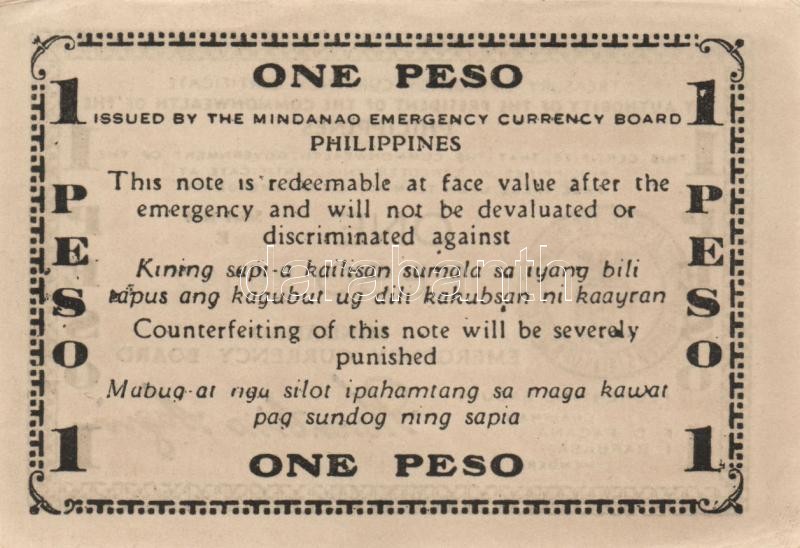 ONE PESO
1 1
ISSUED BY THE MINDANAO EMERGENCY CURRENCY BOARD
PHILIPPINES
PESO PESO
This note is redeemable at face value after the
emergency and will not be devaluated or
discriminated against
Kining sapi-a kailisan sumala sa iyang bili
tapus ang kagubut ug dili kakubsan ni kaayran
darabanth
Counterfeiting of this note will be severely
punished
Mabug-at nga silot ipahamtang sa maga kawat
pag sundog ning sapia
1 1
ONE PESO